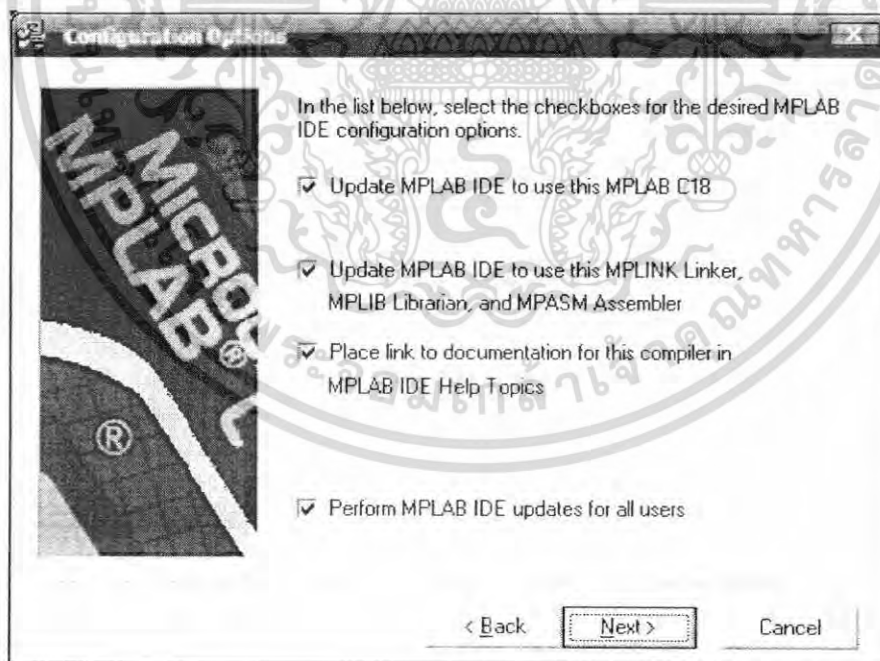 Configuration Options
In the list below, select the checkboxes for the desired MPLAB
IDE configuration options.
Update MPLAB IDE to use this MPLAB C18
Update MPLAB IDE to use this MPLINK Linker,
MPLIB Librarian, and MPASM Assembler
Place link to documentation for this compiler in
MPLAB IDE Help Topics
Perform MPLAB IDE updates for all users
< Back
Next >
Cancel
MPLAB®
®